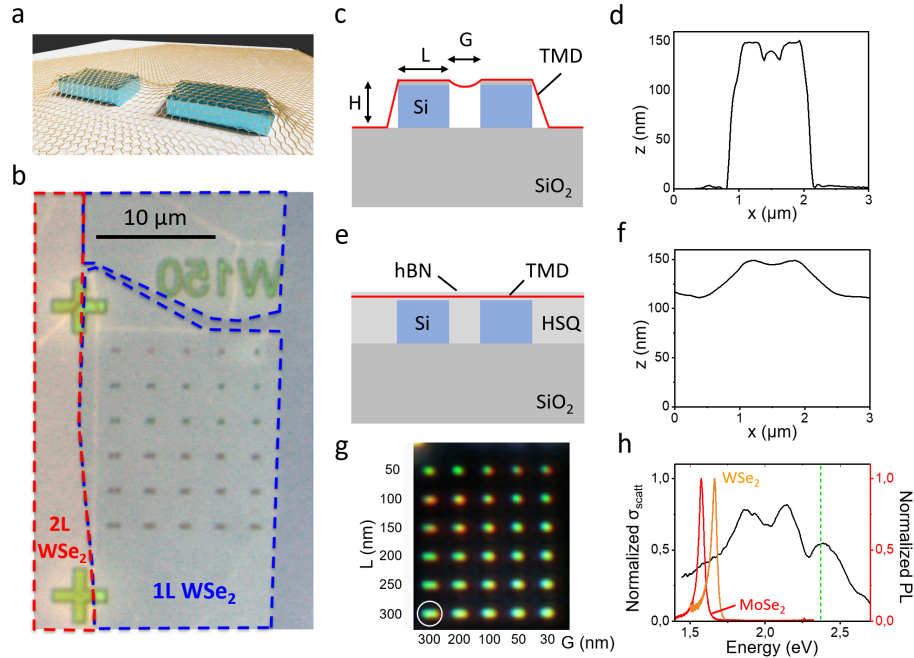 a
b
10 μm
W150
2L
WSe2
1L WSe2
c
L
G
H
TMD
Si
SiO2
d
z (nm)
150
100
50
0
0
1
2
3
x (μm)
e
hBN
TMD
Si
HSQ
SiO2
f
z (nm)
150
100
50
0
0
1
2
3
x (μm)
g
L (nm)
50
100
150
200
250
300
300
200
100
50
30
G (nm)
h
Normalized σscatt
1,0
0,5
0,0
WSe2
MoSe2
1,5
2,0
2,5
Energy (eV)
1,0
0,5
0,0
Normalized PL